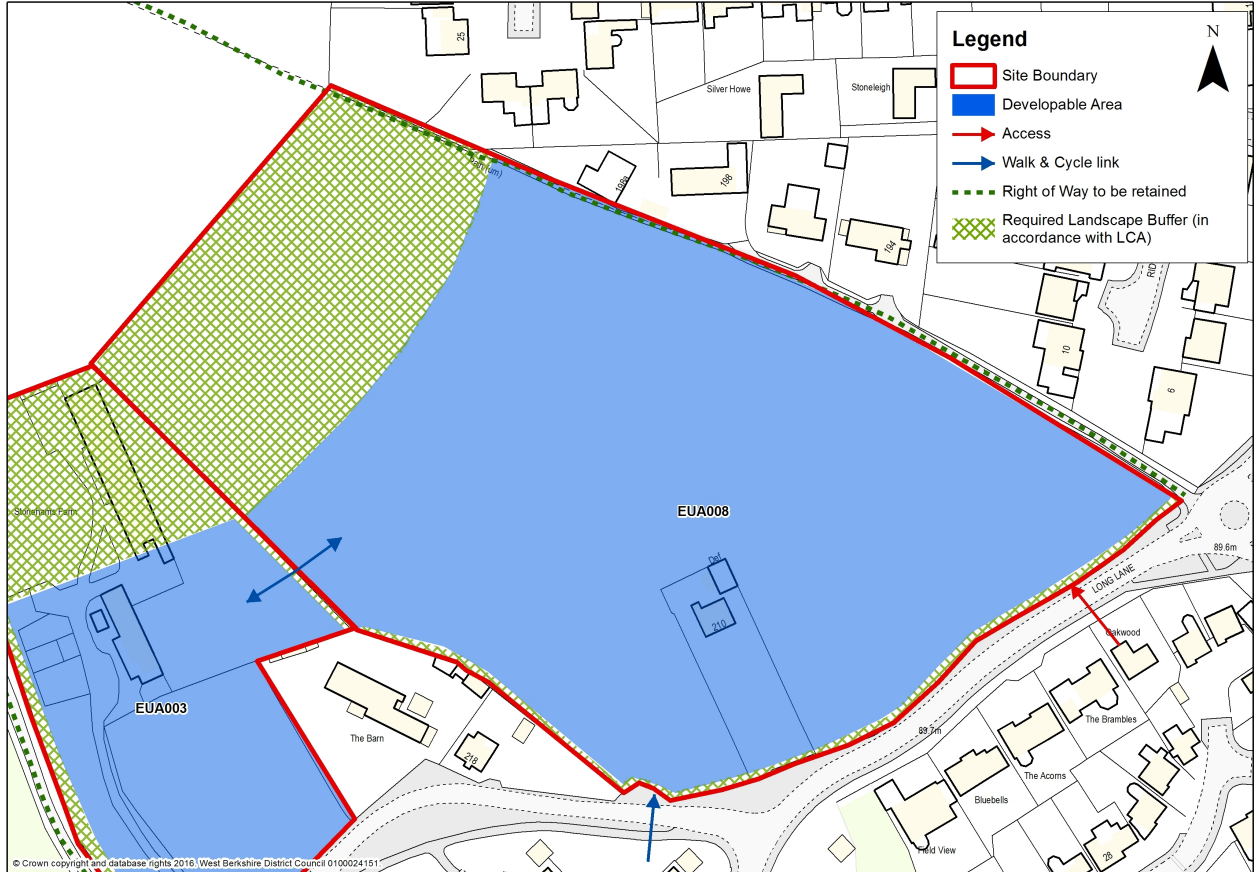 Legend
N
Site Boundary
Developable Area
Access
Walk & Cycle link
Right of Way to be retained
Required Landscape Buffer (in
accordance with LCA)
25
Silver Howe
Stoneleigh
198a
198
194
10
6
Stonehams Farm
EUA008
Def
210
89.6m
LONG LANE
Oakwood
EUA003
The Barn
218
89.7m
The Brambles
The Acorns
Bluebells
Field View
28
© Crown copyright and database rights 2016. West Berkshire District Council 0100024151.